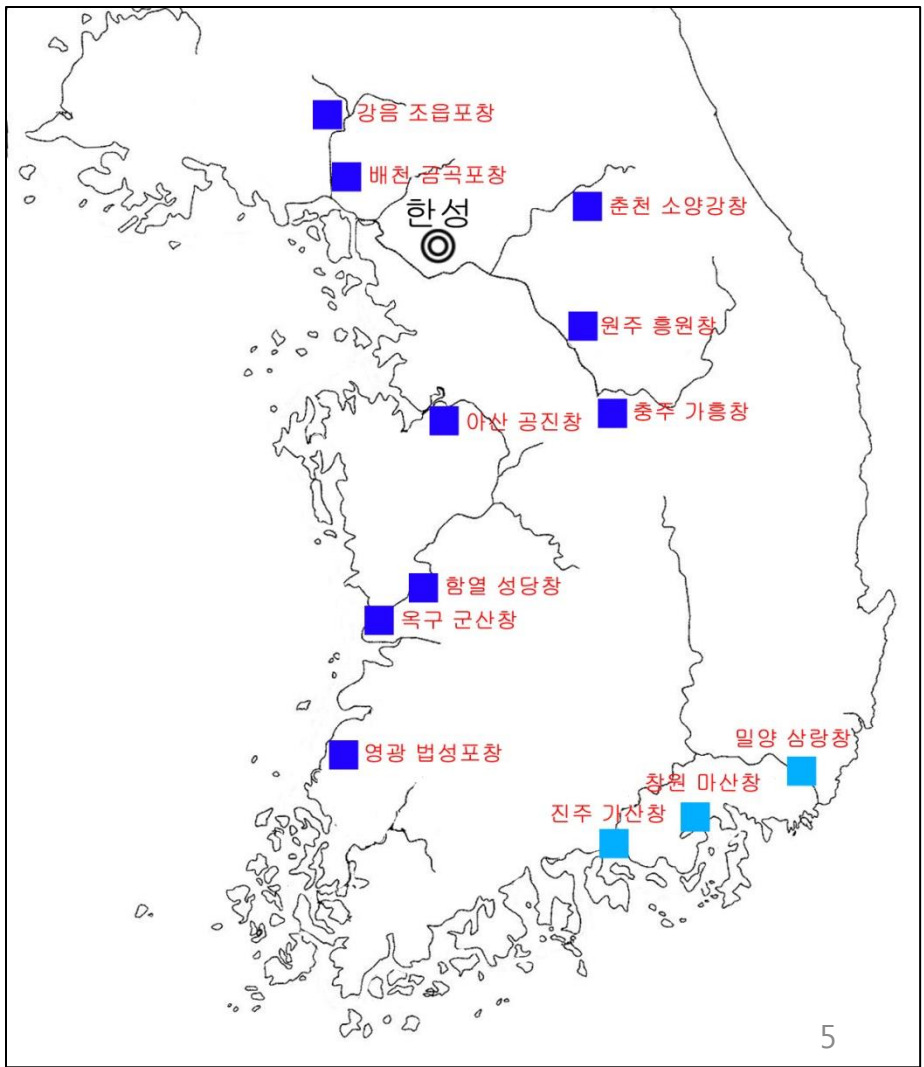 강음 조읍포창
배천 금곡포창
한성
춘천 소양강창
원주 흥원창
충주 가흥창
아산 공진창
함열 성당창
옥구 군산창
영광 법성포창
밀양 삼랑창
창원 마산창
진주 가산창
5